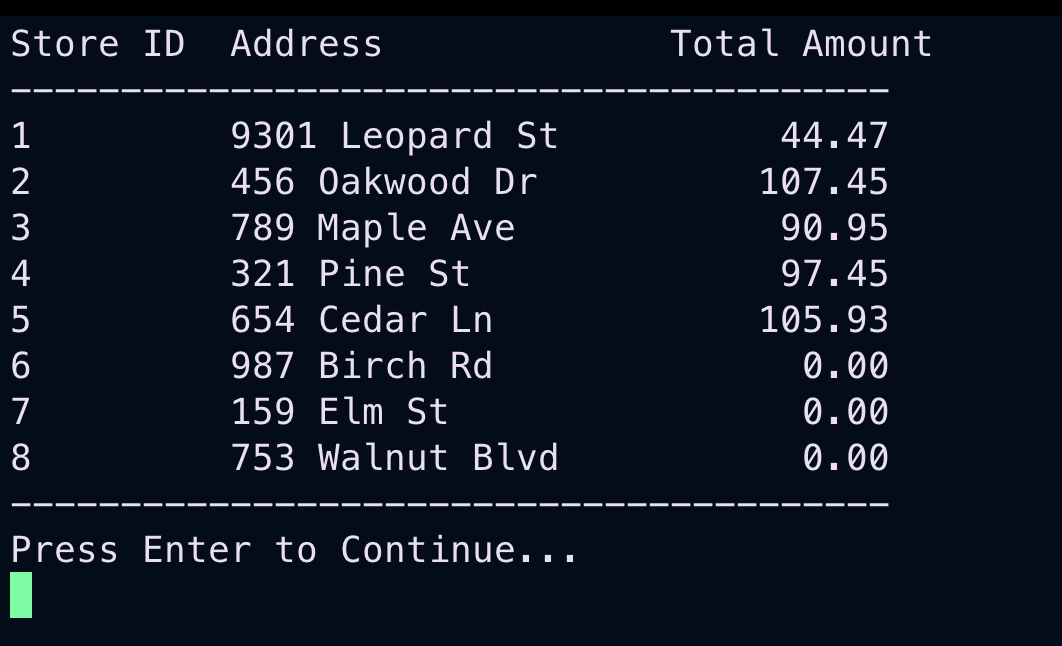 Store ID  Address             Total Amount
----------------------------------------
1         9301 Leopard St          44.47
2         456 Oakwood Dr          107.45
3         789 Maple Ave            90.95
4         321 Pine St              97.45
5         654 Cedar Ln            105.93
6         987 Birch Rd              0.00
7         159 Elm St                0.00
8         753 Walnut Blvd           0.00
----------------------------------------
Press Enter to Continue...